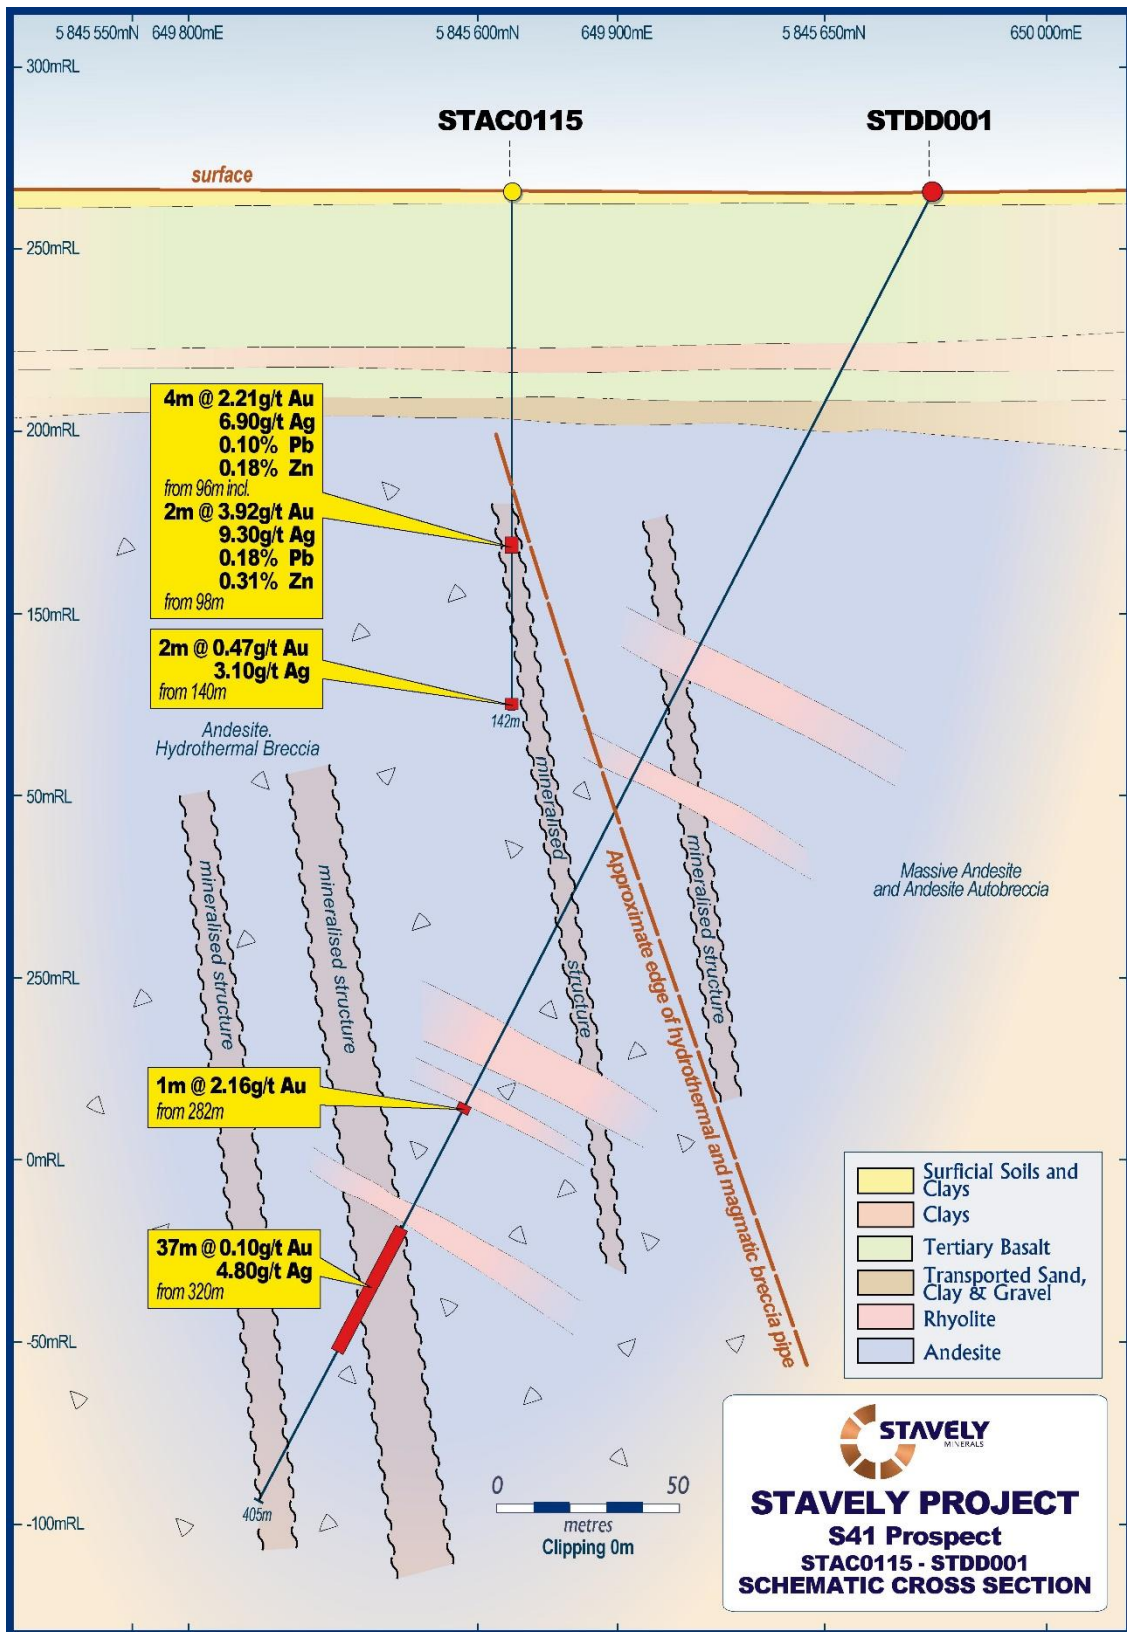 5 845 550mN 649 800mE 5 845 600mN 649 900mE 5 845 650mN 650 000mE
300mRL
STAC0115
STDD001
surface
250mRL
200mRL
4m @ 2.21g/t Au
6.90g/t Ag
0.10% Pb
0.18% Zn
from 96m incl.
2m @ 3.92g/t Au
9.30g/t Ag
0.18% Pb
0.31% Zn
from 98m
150mRL
2m @ 0.47g/t Au
3.10g/t Ag
from 140m
142m
Andesite.
Hydrothermal Breccia
50mRL
mineralised structure
mineralised structure
mineralised structure
mineralised structure
Approximate edge of hydrothermal and magmatic breccia pipe
Massive Andesite
and Andesite Autobreccia
250mRL
1m @ 2.16g/t Au
from 282m
0mRL
37m @ 0.10g/t Au
4.80g/t Ag
from 320m
-50mRL
405m
-100mRL
Surficial Soils and
Clays
Clays
Tertiary Basalt
Transported Sand,
Clay & Gravel
Rhyolite
Andesite
0 50
metres
Clipping 0m
STAVELY
MINERALS
STAVELY PROJECT
S41 Prospect
STAC0115 - STDD001
SCHEMATIC CROSS SECTION